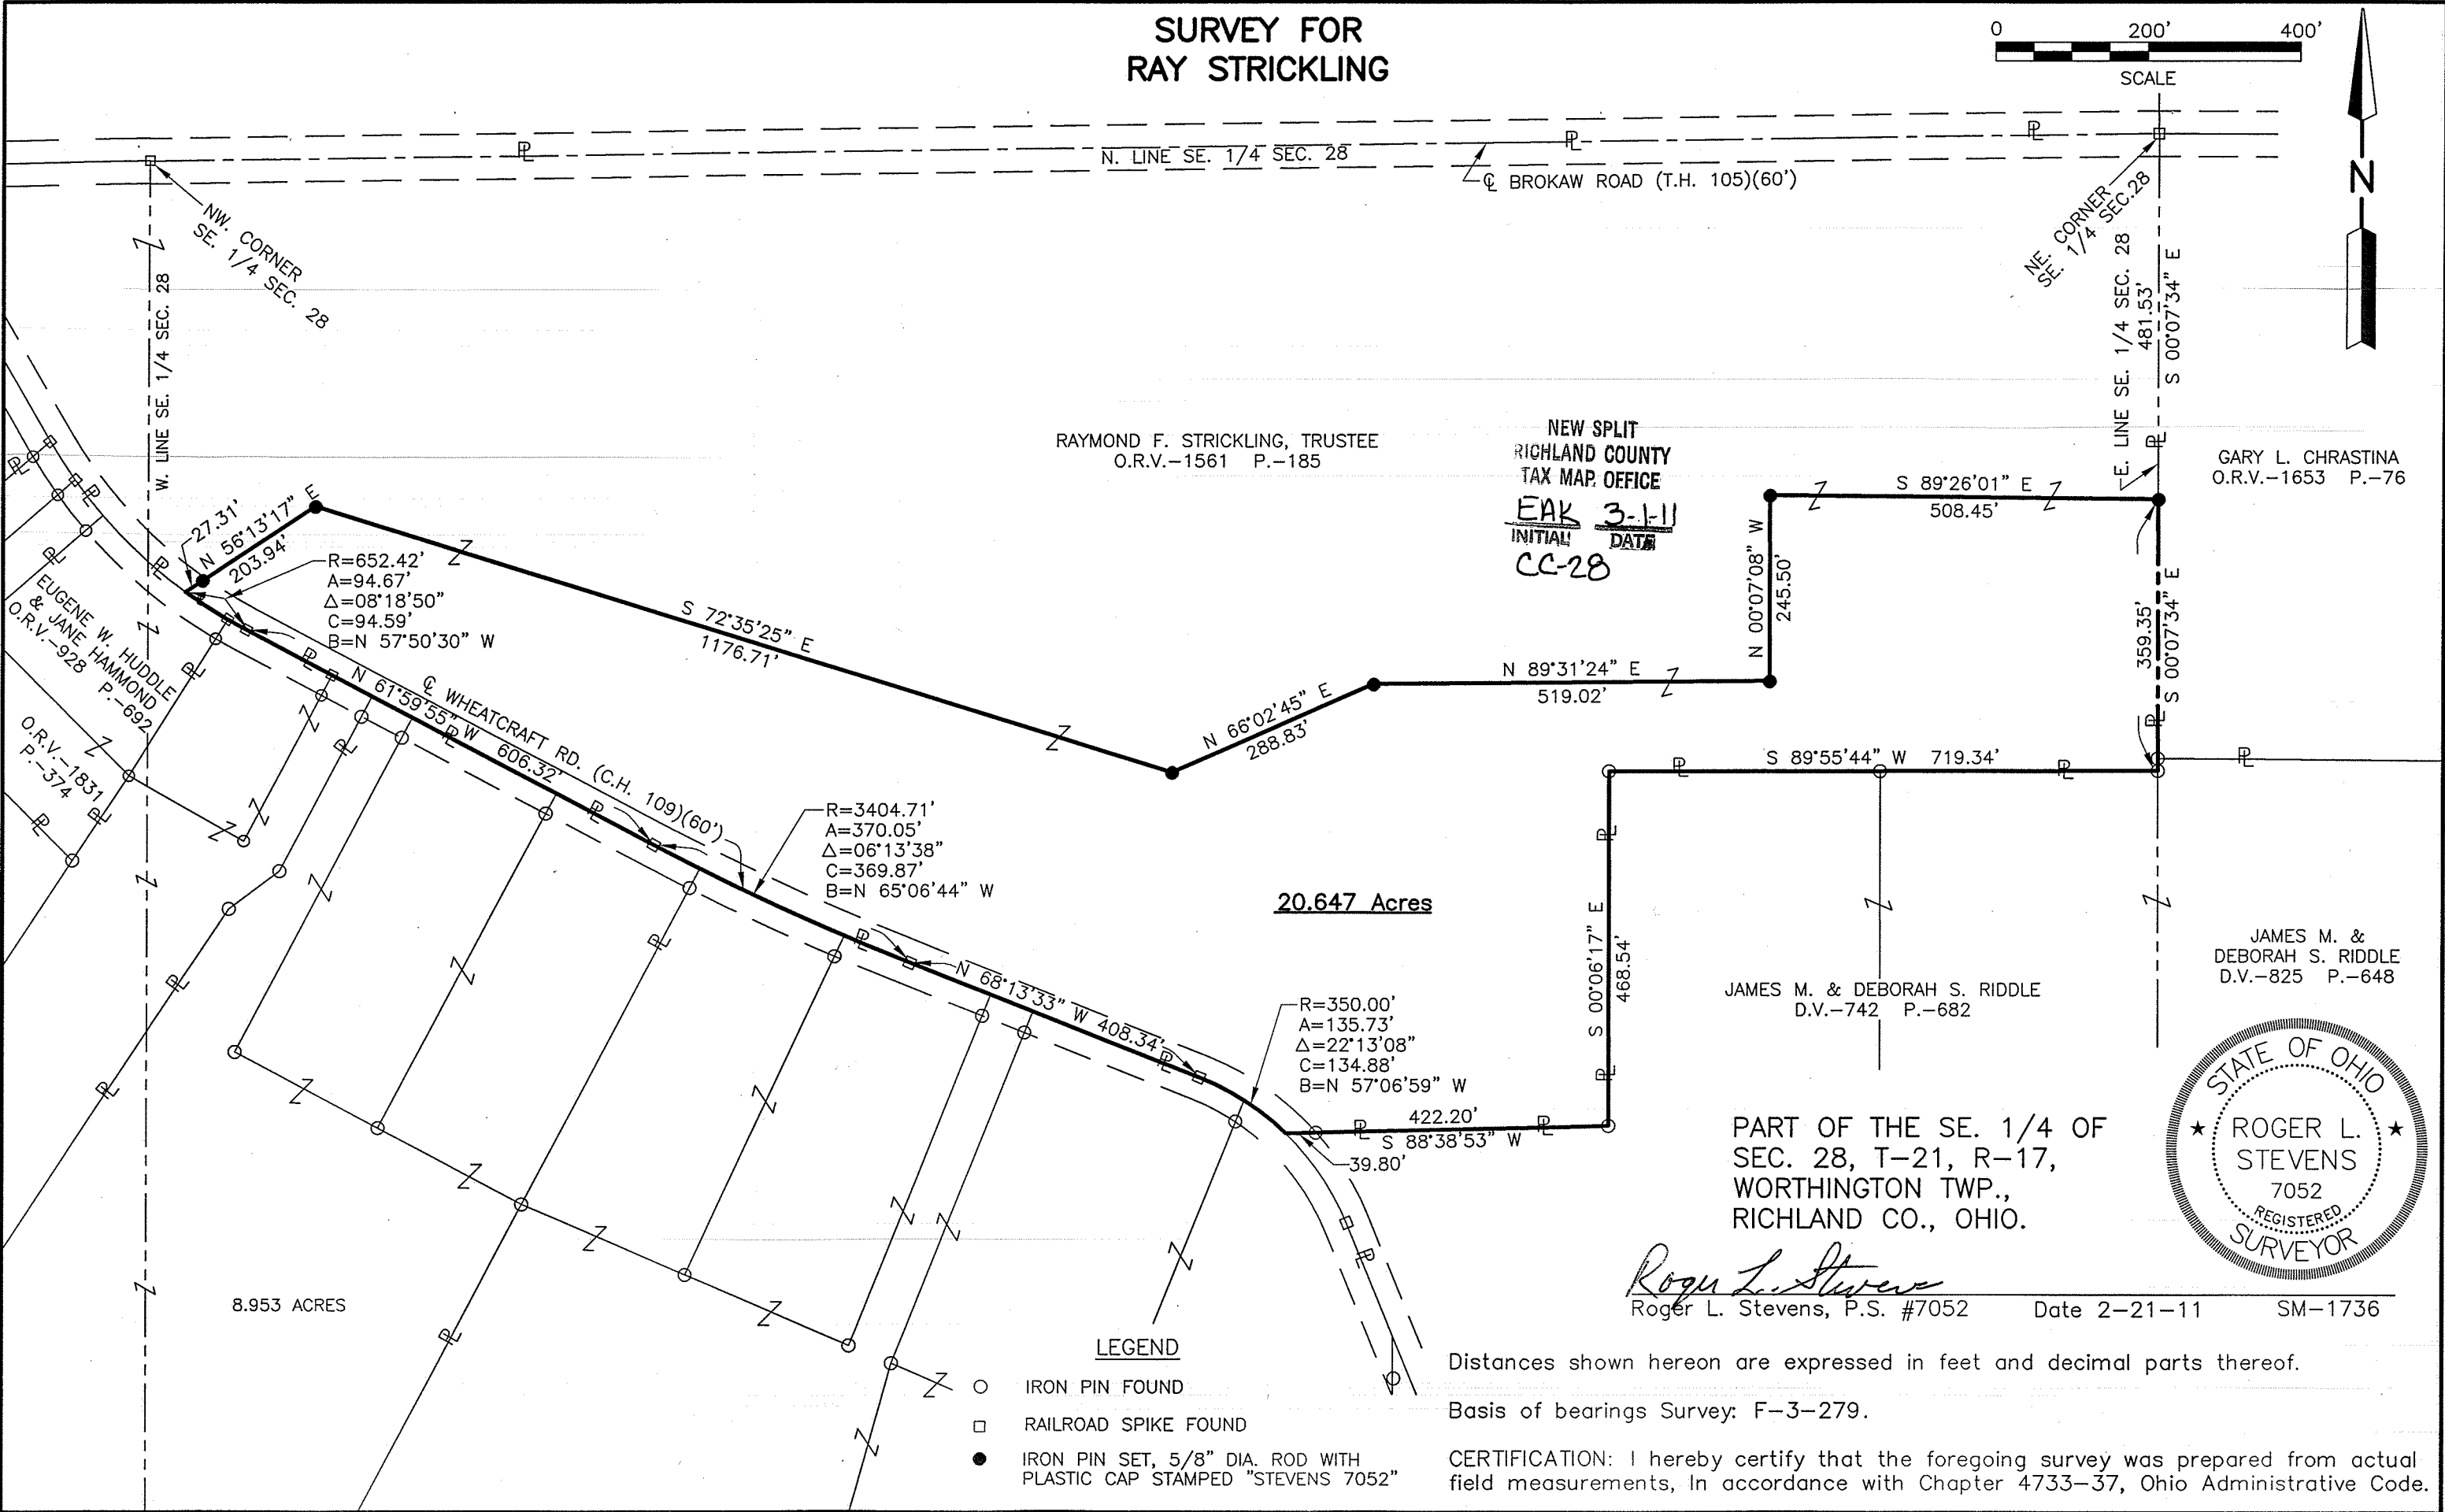 SURVEY FOR
RAY STRICKLING
0 200' 400'
SCALE
N
N. LINE SE. 1/4 SEC. 28
℄ BROKAW ROAD (T.H. 105)(60')
NW. CORNER
SE. 1/4 SEC. 28
NE. CORNER
SE. 1/4 SEC.28
W. LINE SE. 1/4 SEC. 28
E. LINE SE. 1/4 SEC. 28
481.53'
S 00°07'34" E
RAYMOND F. STRICKLING, TRUSTEE
O.R.V.-1561 P.-185
NEW SPLIT
RICHLAND COUNTY
TAX MAP OFFICE
EAK 3-1-11
INITIAL DATE
CC-28
GARY L. CHRASTINA
O.R.V.-1653 P.-76
S 89°26'01" E
508.45'
27.31'
N 56°13'17" E
203.94'
R=652.42'
A=94.67'
Δ=08°18'50"
C=94.59'
B=N 57°50'30" W
S 72°35'25" E
1176.71'
N 66°02'45" E
288.83'
N 89°31'24" E
519.02'
N 00°07'08" W
245.50'
359.35'
S 00°07'34" E
EUGENE W. HUDDLE
& JANE HAMMOND
O.R.V.-928 P.-692
O.R.V.-1831
P.-374
℄ WHEATCRAFT RD. (C.H. 109)(60')
N 61°59'55" W 606.32'
S 89°55'44" W 719.34'
R=3404.71'
A=370.05'
Δ=06°13'38"
C=369.87'
B=N 65°06'44" W
20.647 Acres
S 00°06'17" E
468.54'
N 68°13'33" W 408.34'
R=350.00'
A=135.73'
Δ=22°13'08"
C=134.88'
B=N 57°06'59" W
JAMES M. & DEBORAH S. RIDDLE
D.V.-742 P.-682
JAMES M. &
DEBORAH S. RIDDLE
D.V.-825 P.-648
422.20'
S 88°38'53" W
39.80'
PART OF THE SE. 1/4 OF
SEC. 28, T-21, R-17,
WORTHINGTON TWP.,
RICHLAND CO., OHIO.
STATE OF OHIO
★ ROGER L. ★
STEVENS
7052
REGISTERED
SURVEYOR
Roger L. Stevens
Roger L. Stevens, P.S. #7052 Date 2-21-11 SM-1736
8.953 ACRES
LEGEND
IRON PIN FOUND
RAILROAD SPIKE FOUND
IRON PIN SET, 5/8" DIA. ROD WITH
PLASTIC CAP STAMPED "STEVENS 7052"
Distances shown hereon are expressed in feet and decimal parts thereof.
Basis of bearings Survey: F-3-279.
CERTIFICATION: I hereby certify that the foregoing survey was prepared from actual
field measurements, In accordance with Chapter 4733-37, Ohio Administrative Code.